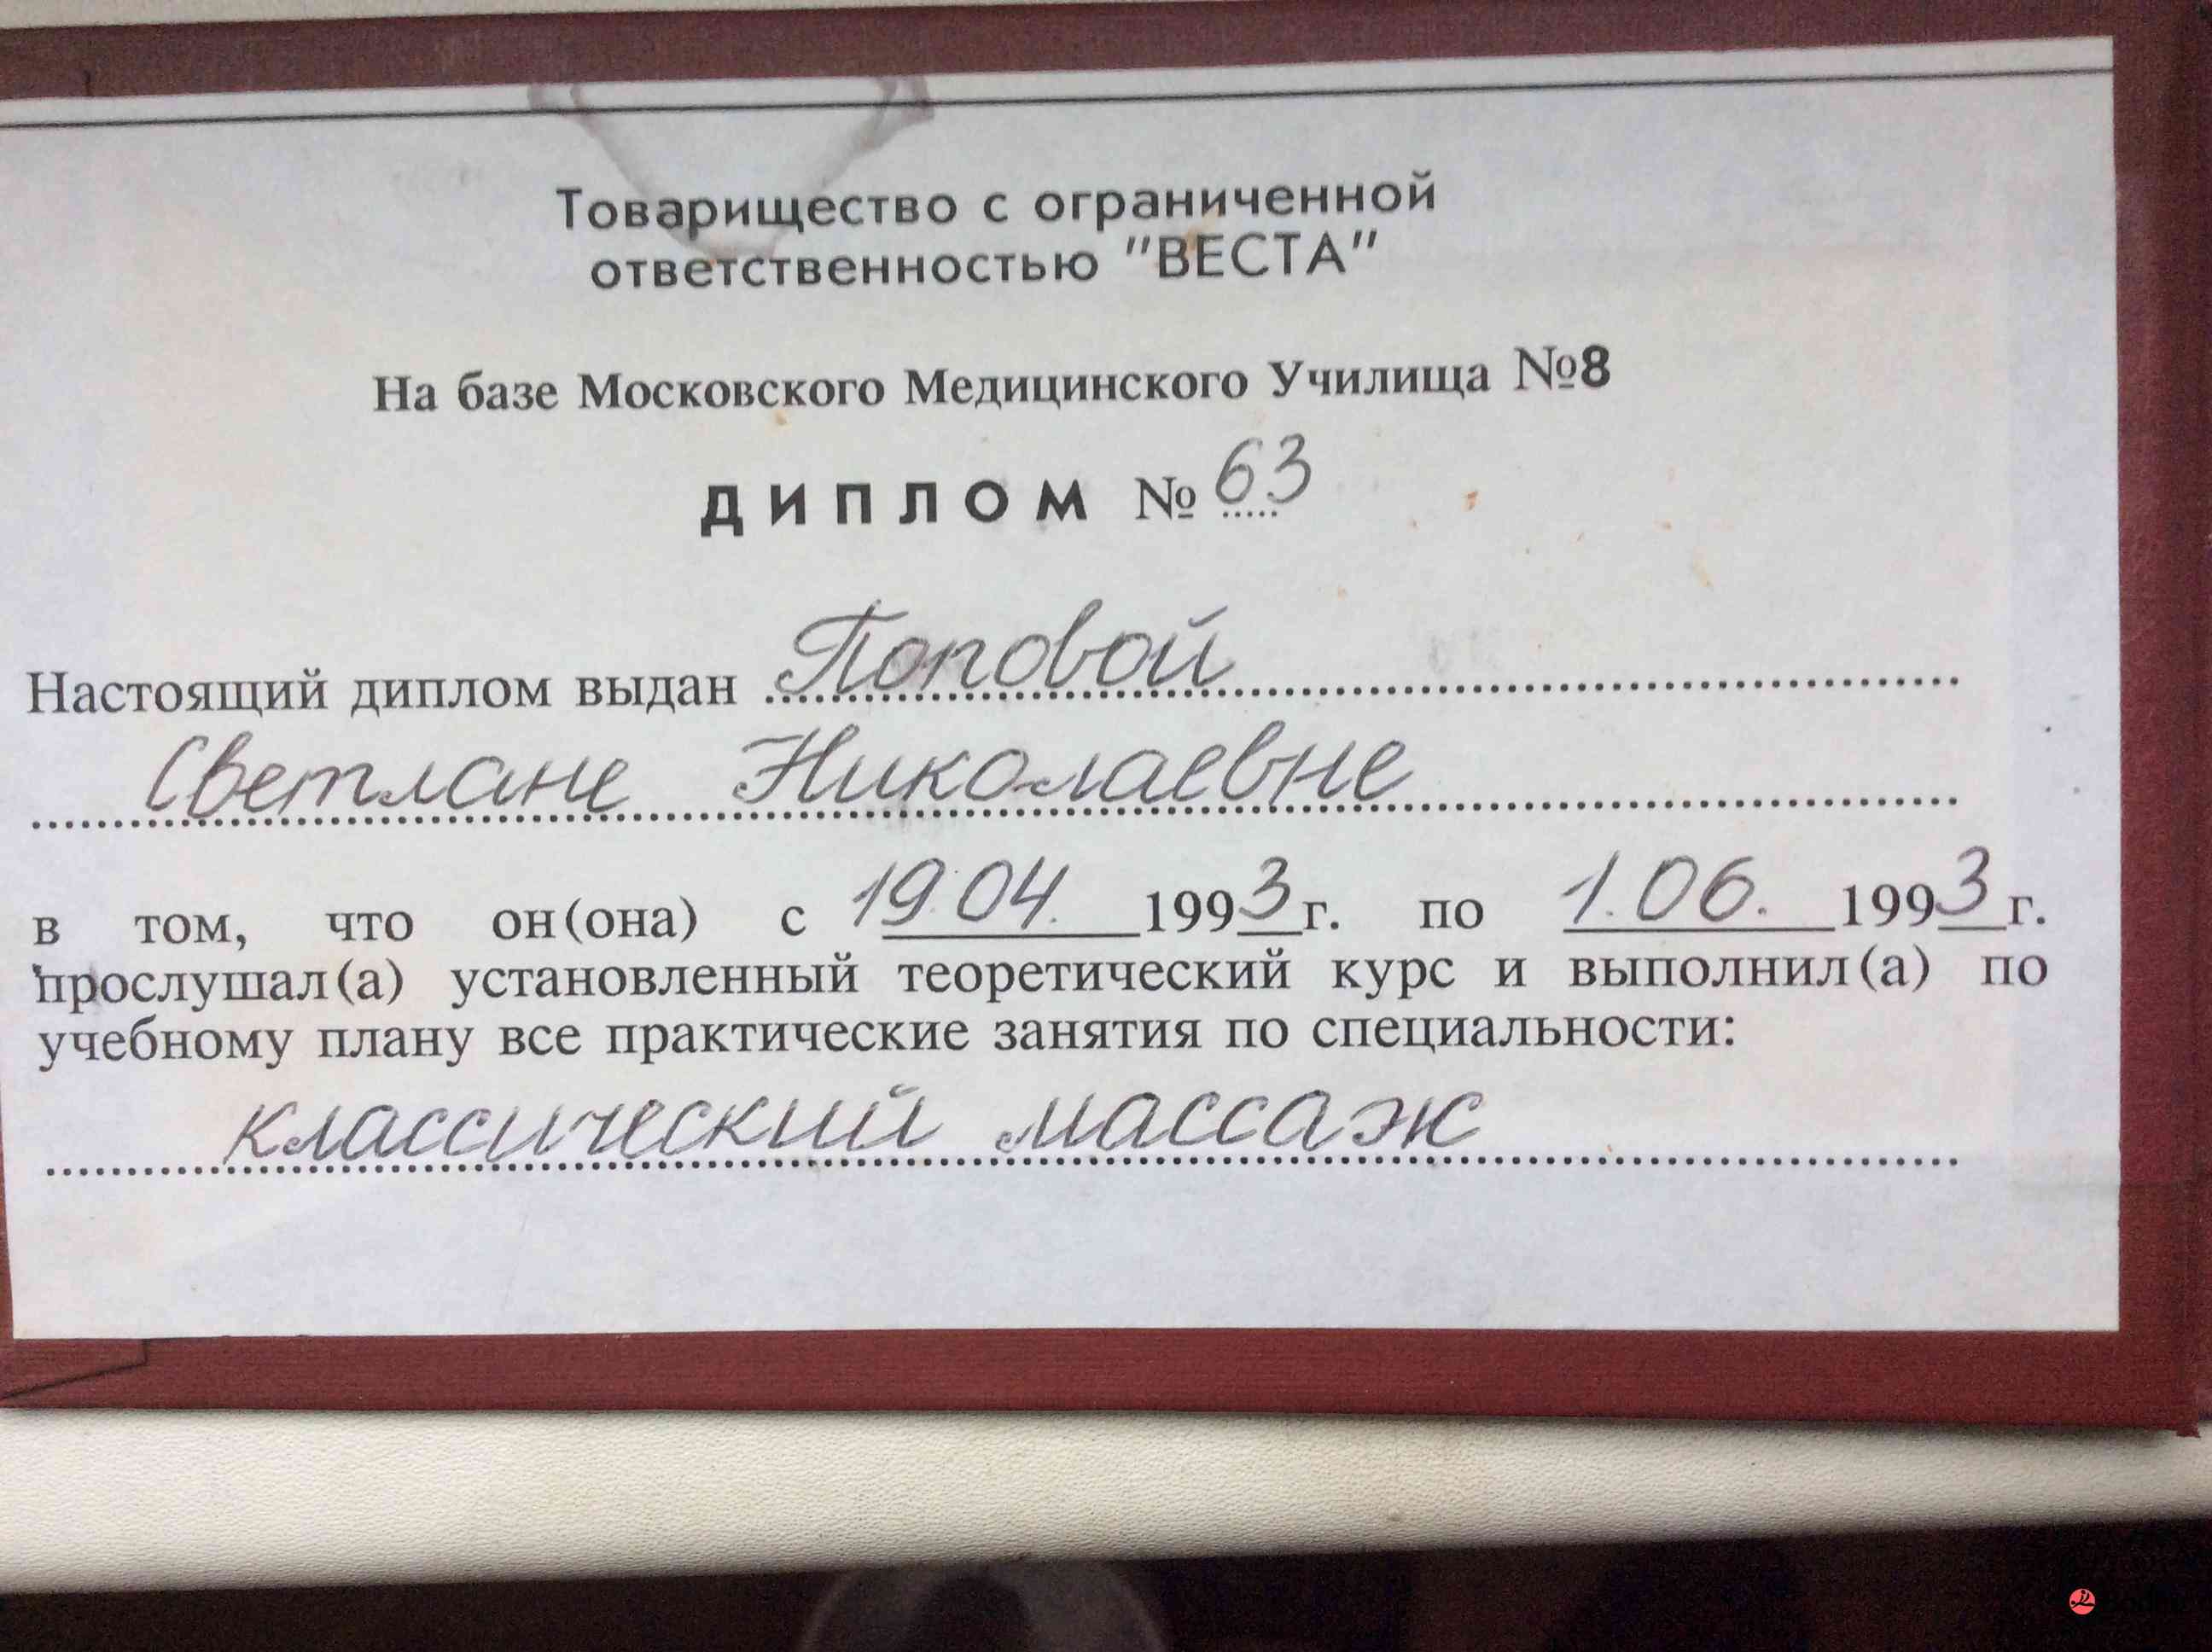 Товарищество с ограниченной
ответственностью "ВЕСТА"
На базе Московского Медицинского Училища №8
ДИПЛОМ № 63
Настоящий диплом выдан Поповой
Светлане Николаевне
в том, что он(она) с 19.04. 1993г. по 1.06. 1993г.
прослушал(а) установленный теоретический курс и выполнил(а) по
учебному плану все практические занятия по специальности:
классический массаж